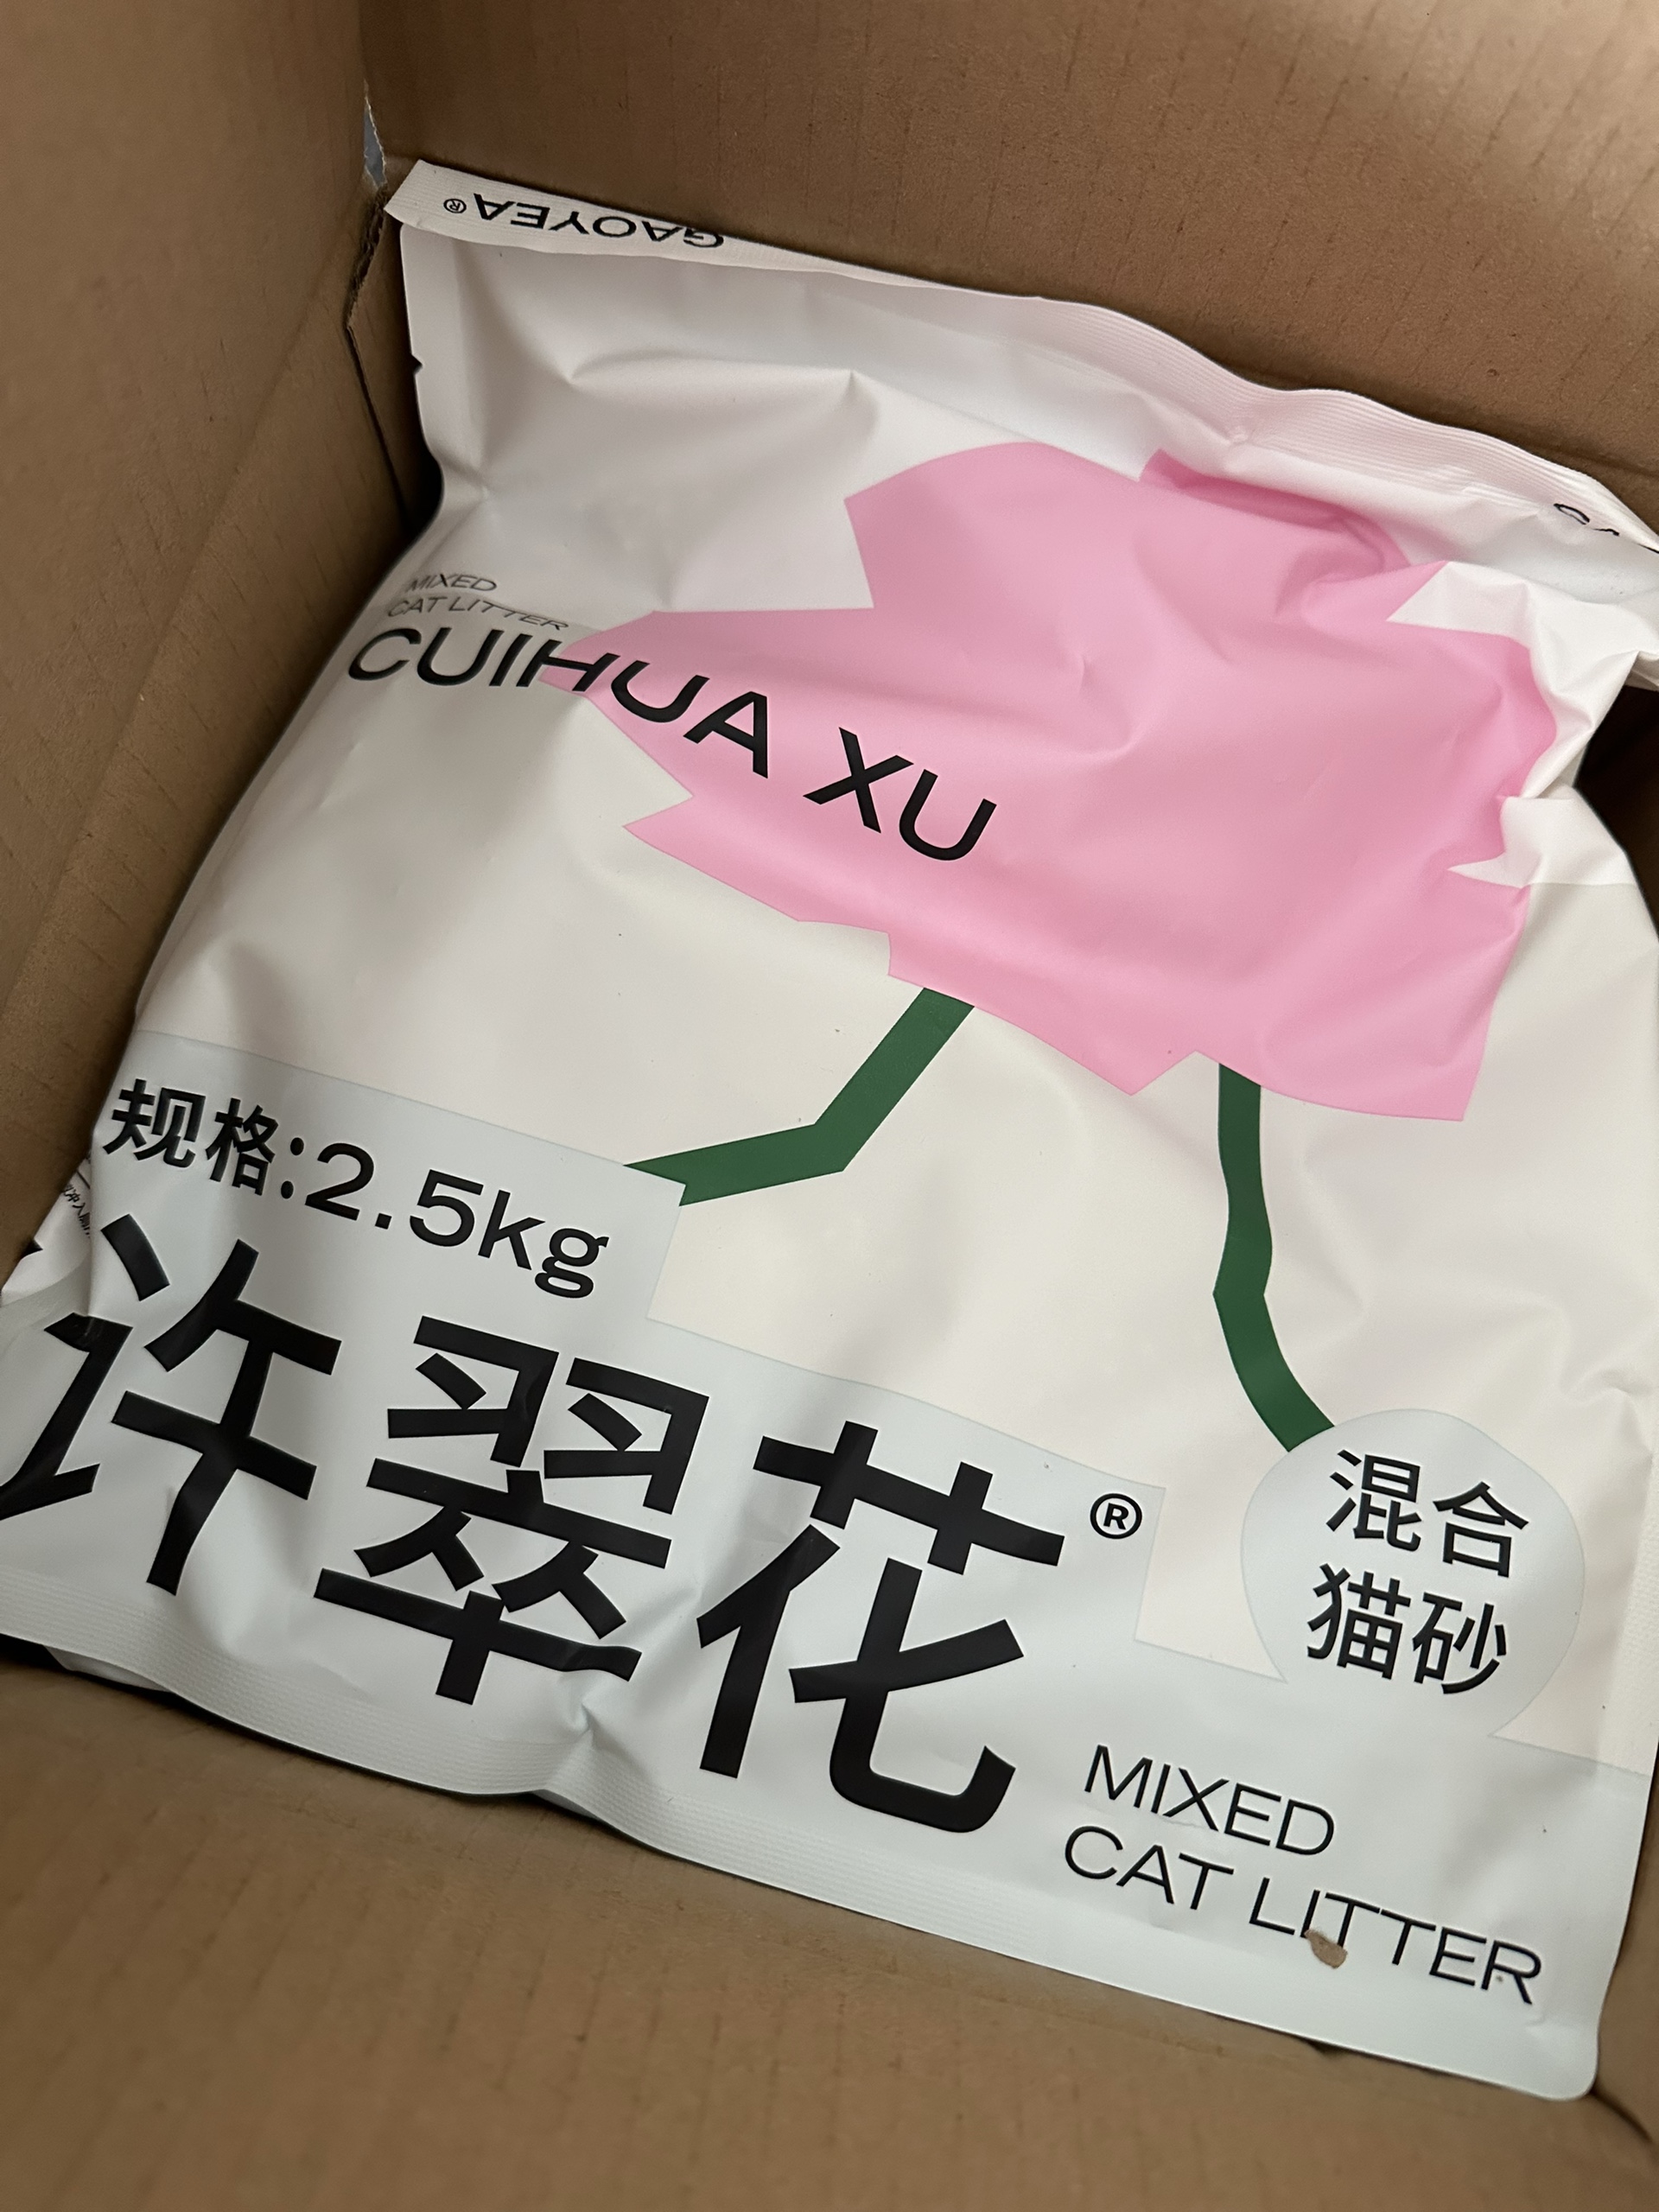 GAOYEA®
MIXED
CAT LITTER
CUIHUA XU
规格:2.5kg
许翠花®
混合
猫砂
MIXED
CAT LITTER